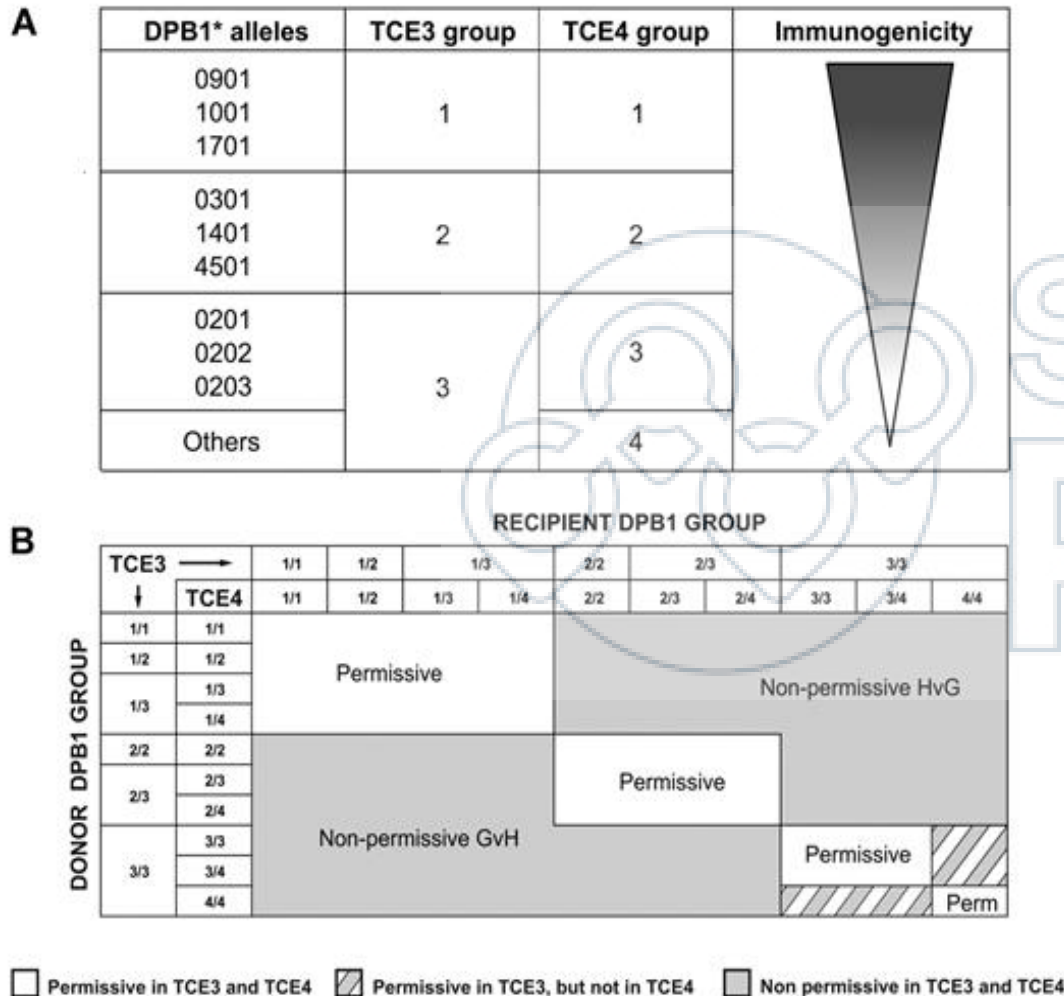 A
DPB1* alleles TCE3 group TCE4 group Immunogenicity
0901
1001 1 1
1701
0301
1401 2 2
4501
0201
0202 3
0203 3
Others 4
S
P
B
RECIPIENT DPB1 GROUP
TCE3 1/1 1/2 1/3 2/2 2/3 3/3
TCE4 1/1 1/2 1/3 1/4 2/2 2/3 2/4 3/3 3/4 4/4
DONOR DPB1 GROUP
1/1 1/1
1/2 1/2
1/3 1/3
1/4
2/2 2/2
2/3 2/3
2/4
3/3 3/3
3/4
4/4
Permissive
Non-permissive HvG
Permissive
Non-permissive GvH
Permissive
Perm
Permissive in TCE3 and TCE4
Permissive in TCE3, but not in TCE4
Non permissive in TCE3 and TCE4